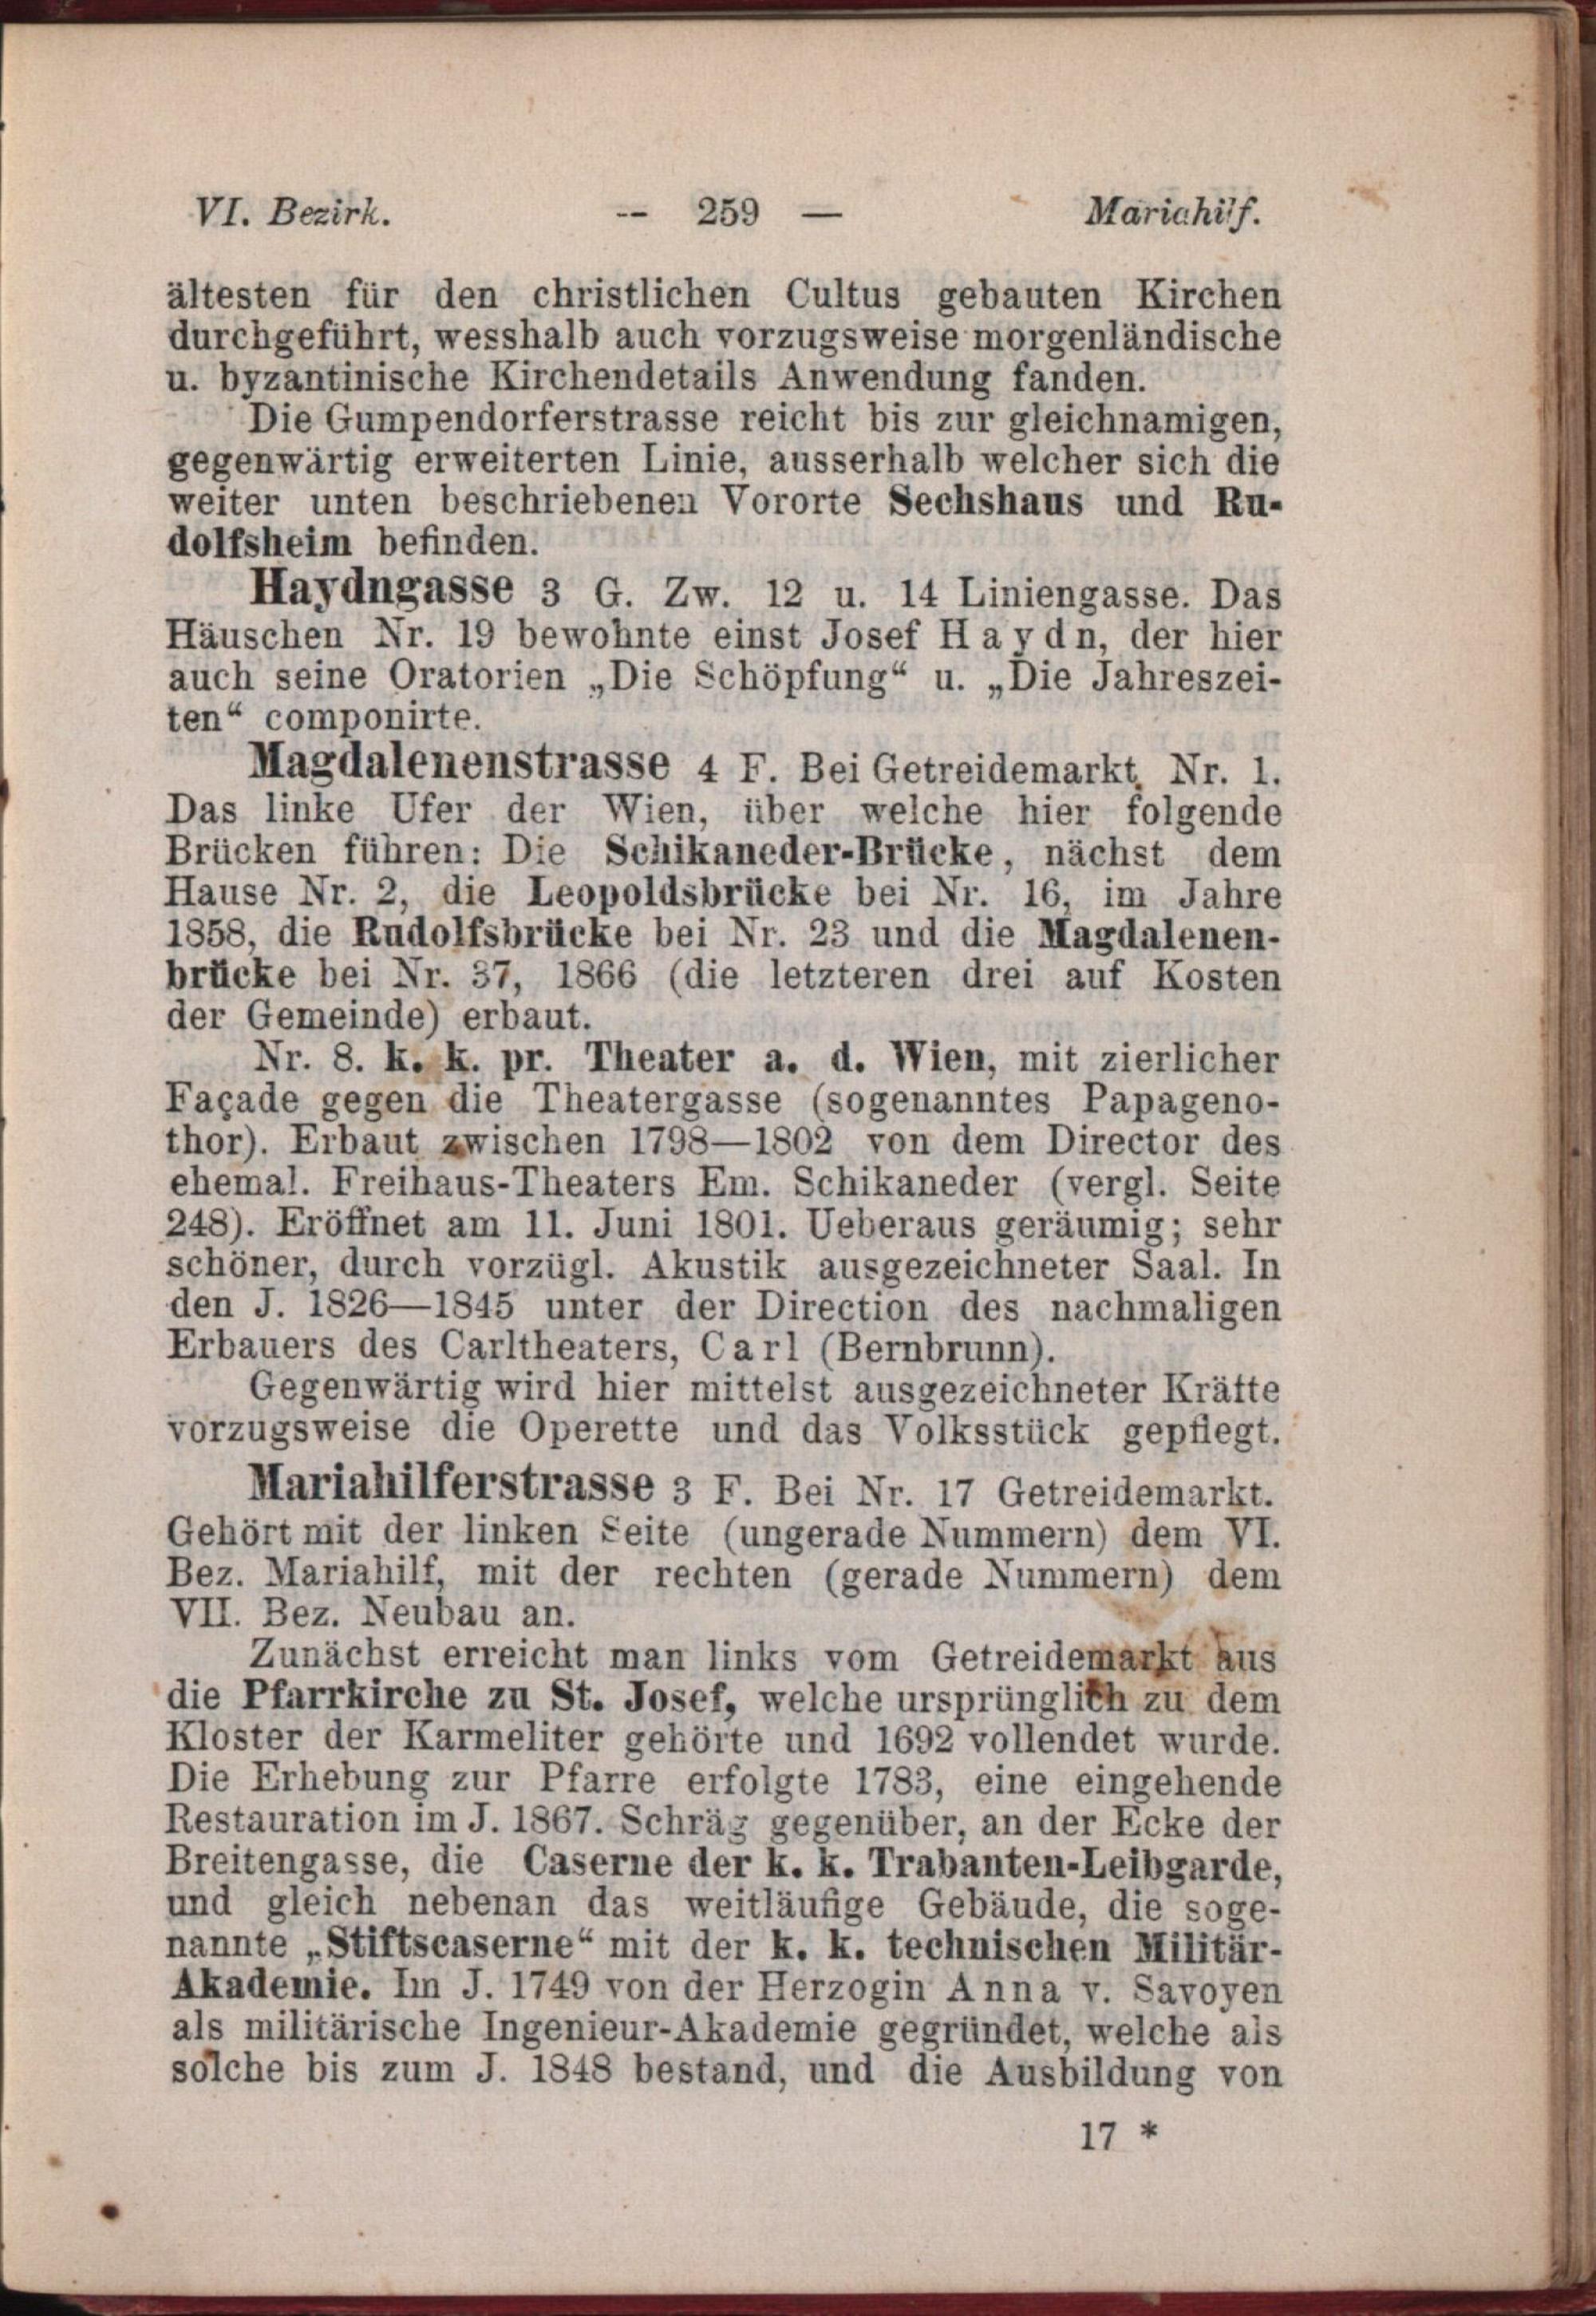 VI. Bezirk. -- 259 — Mariahilf.
ältesten für den christlichen Cultus gebauten Kirchen
durchgeführt, wesshalb auch vorzugsweise morgenländische
u. byzantinische Kirchendetails Anwendung fanden.
Die Gumpendorferstrasse reicht bis zur gleichnamigen,
gegenwärtig erweiterten Linie, ausserhalb welcher sich die
weiter unten beschriebenen Vororte Sechshaus und Ru-
dolfsheim befinden.
Haydngasse 3 G. Zw. 12 u. 14 Liniengasse. Das
Häuschen Nr. 19 bewohnte einst Josef Haydn, der hier
auch seine Oratorien „Die Schöpfung“ u. „Die Jahreszei-
ten“ componirte.
Magdalenenstrasse 4 F. Bei Getreidemarkt Nr. 1.
Das linke Ufer der Wien, über welche hier folgende
Brücken führen: Die Schikaneder-Brücke, nächst dem
Hause Nr. 2, die Leopoldsbrücke bei Nr. 16, im Jahre
1858, die Rudolfsbrücke bei Nr. 23 und die Magdalenen-
brücke bei Nr. 37, 1866 (die letzteren drei auf Kosten
der Gemeinde) erbaut.
Nr. 8. k. k. pr. Theater a. d. Wien, mit zierlicher
Façade gegen die Theatergasse (sogenanntes Papageno-
thor). Erbaut zwischen 1798—1802 von dem Director des
ehemal. Freihaus-Theaters Em. Schikaneder (vergl. Seite
248). Eröffnet am 11. Juni 1801. Ueberaus geräumig; sehr
schöner, durch vorzügl. Akustik ausgezeichneter Saal. In
den J. 1826—1845 unter der Direction des nachmaligen
Erbauers des Carltheaters, Carl (Bernbrunn).
Gegenwärtig wird hier mittelst ausgezeichneter Kräfte
vorzugsweise die Operette und das Volksstück gepflegt.
Mariahilferstrasse 3 F. Bei Nr. 17 Getreidemarkt.
Gehört mit der linken Seite (ungerade Nummern) dem VI.
Bez. Mariahilf, mit der rechten (gerade Nummern) dem
VII. Bez. Neubau an.
Zunächst erreicht man links vom Getreidemarkt aus
die Pfarrkirche zu St. Josef, welche ursprünglich zu dem
Kloster der Karmeliter gehörte und 1692 vollendet wurde.
Die Erhebung zur Pfarre erfolgte 1783, eine eingehende
Restauration im J. 1867. Schräg gegenüber, an der Ecke der
Breitengasse, die Caserne der k. k. Trabanten-Leibgarde,
und gleich nebenan das weitläufige Gebäude, die soge-
nannte „Stiftscaserne“ mit der k. k. technischen Militär-
Akademie. Im J. 1749 von der Herzogin Anna v. Savoyen
als militärische Ingenieur-Akademie gegründet, welche als
solche bis zum J. 1848 bestand, und die Ausbildung von
17 *